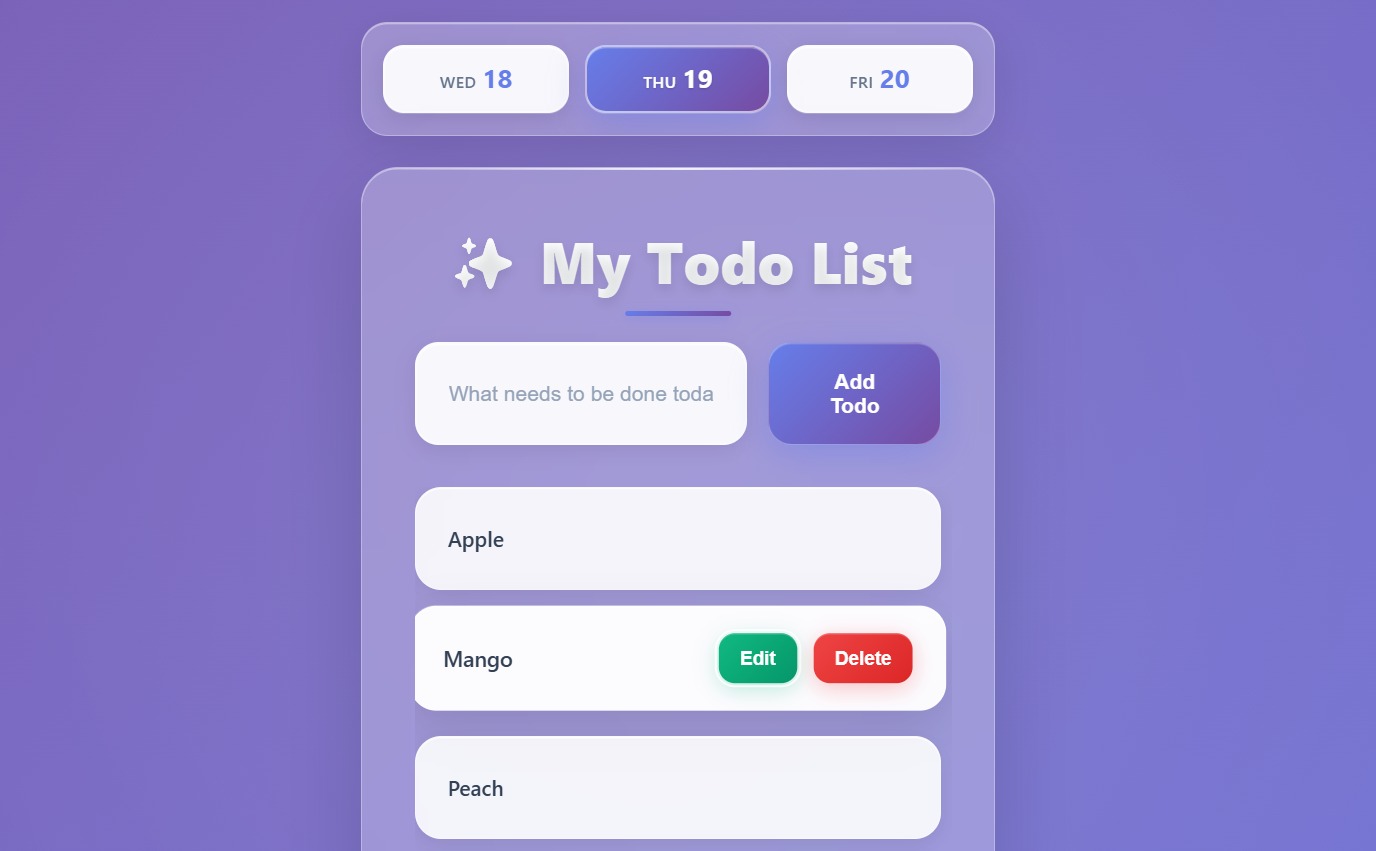 WED 18
THU 19
FRI 20
✨ My Todo List
What needs to be done toda
Add
Todo
Apple
Mango
Edit
Delete
Peach